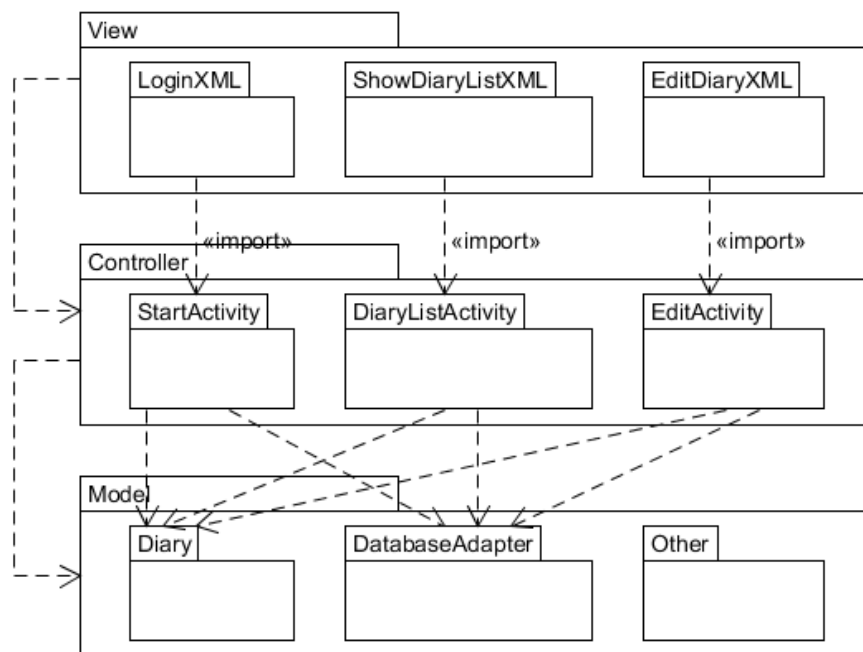 View
LoginXML
ShowDiaryListXML
EditDiaryXML
«import»
«import»
«import»
Controller
StartActivity
DiaryListActivity
EditActivity
Model
Diary
DatabaseAdapter
Other